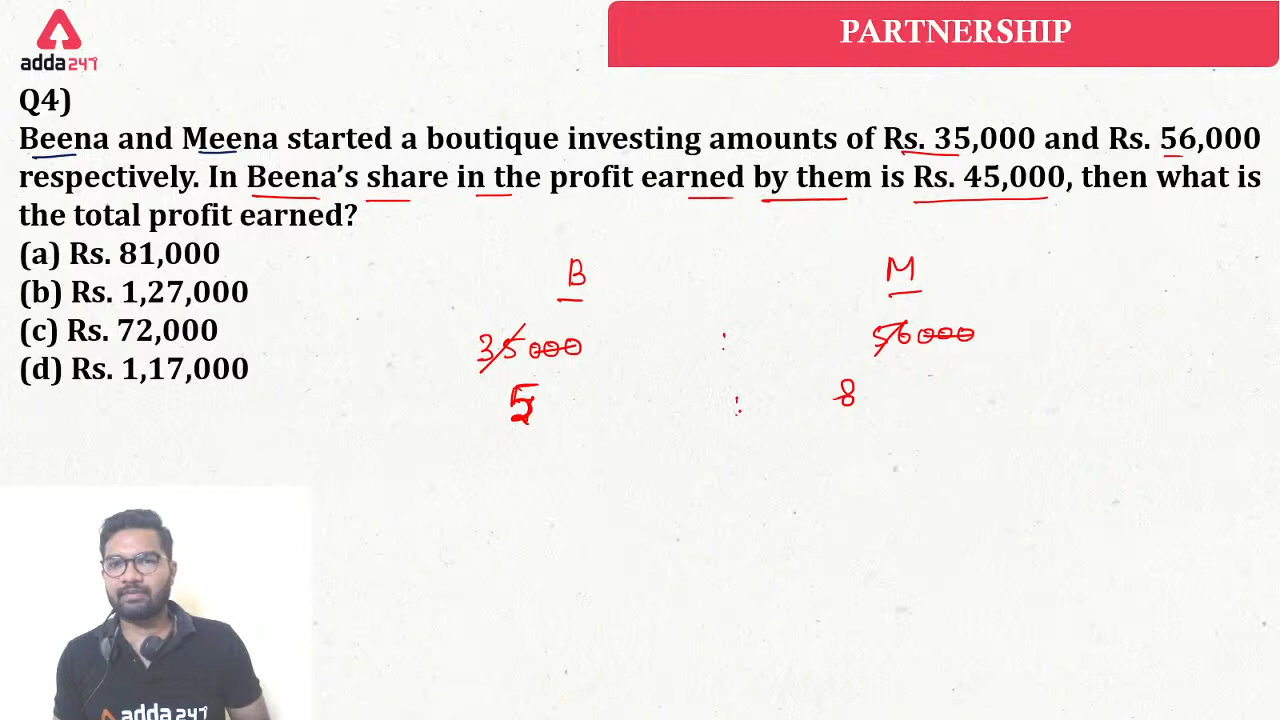 PARTNERSHIP
adda247
Q4)
Beena and Meena started a boutique investing amounts of Rs. 35,000 and Rs. 56,000
respectively. In Beena's share in the profit earned by them is Rs. 45,000, then what is
the total profit earned?
(a) Rs. 81,000
(b) Rs. 1,27,000
(c) Rs. 72,000
(d) Rs. 1,17,000
B M
35000 : 56000
5 : 8
adda247